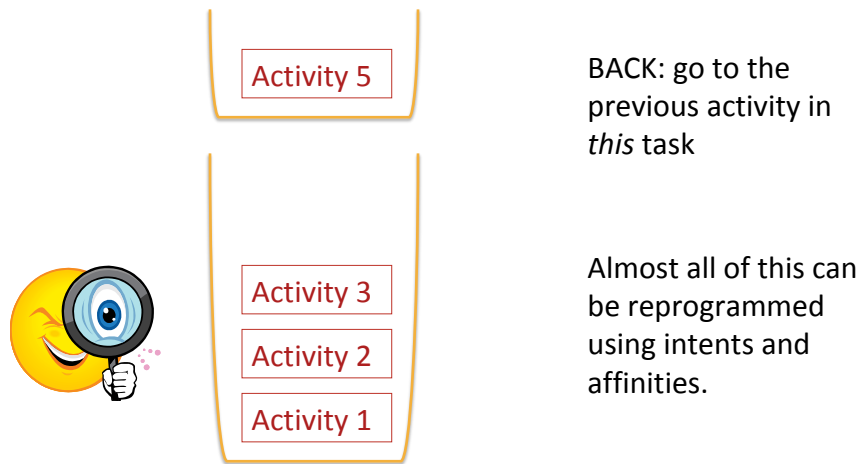 Activity 5
BACK: go to the
previous activity in
this task
Activity 3
Activity 2
Activity 1
Almost all of this can
be reprogrammed
using intents and
affinities.